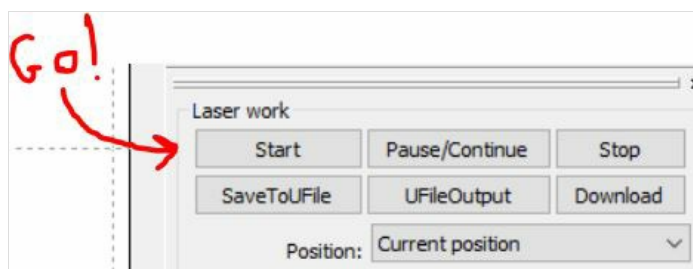 Go!
Laser work
Start Pause/Continue Stop
SaveToUFile UFileOutput Download
Position: Current position